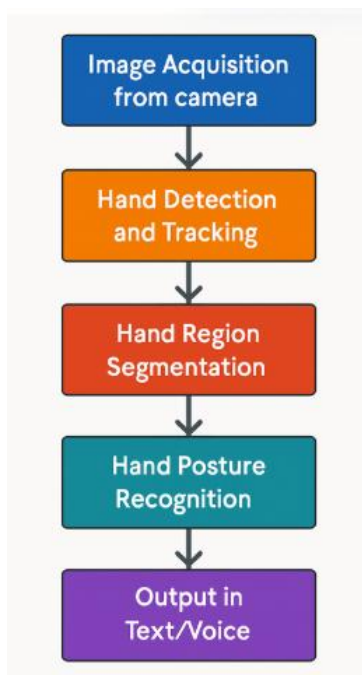 Image Acquisition
from camera
Hand Detection
and Tracking
Hand Region
Segmentation
Hand Posture
Recognition
Output in
Text/Voice